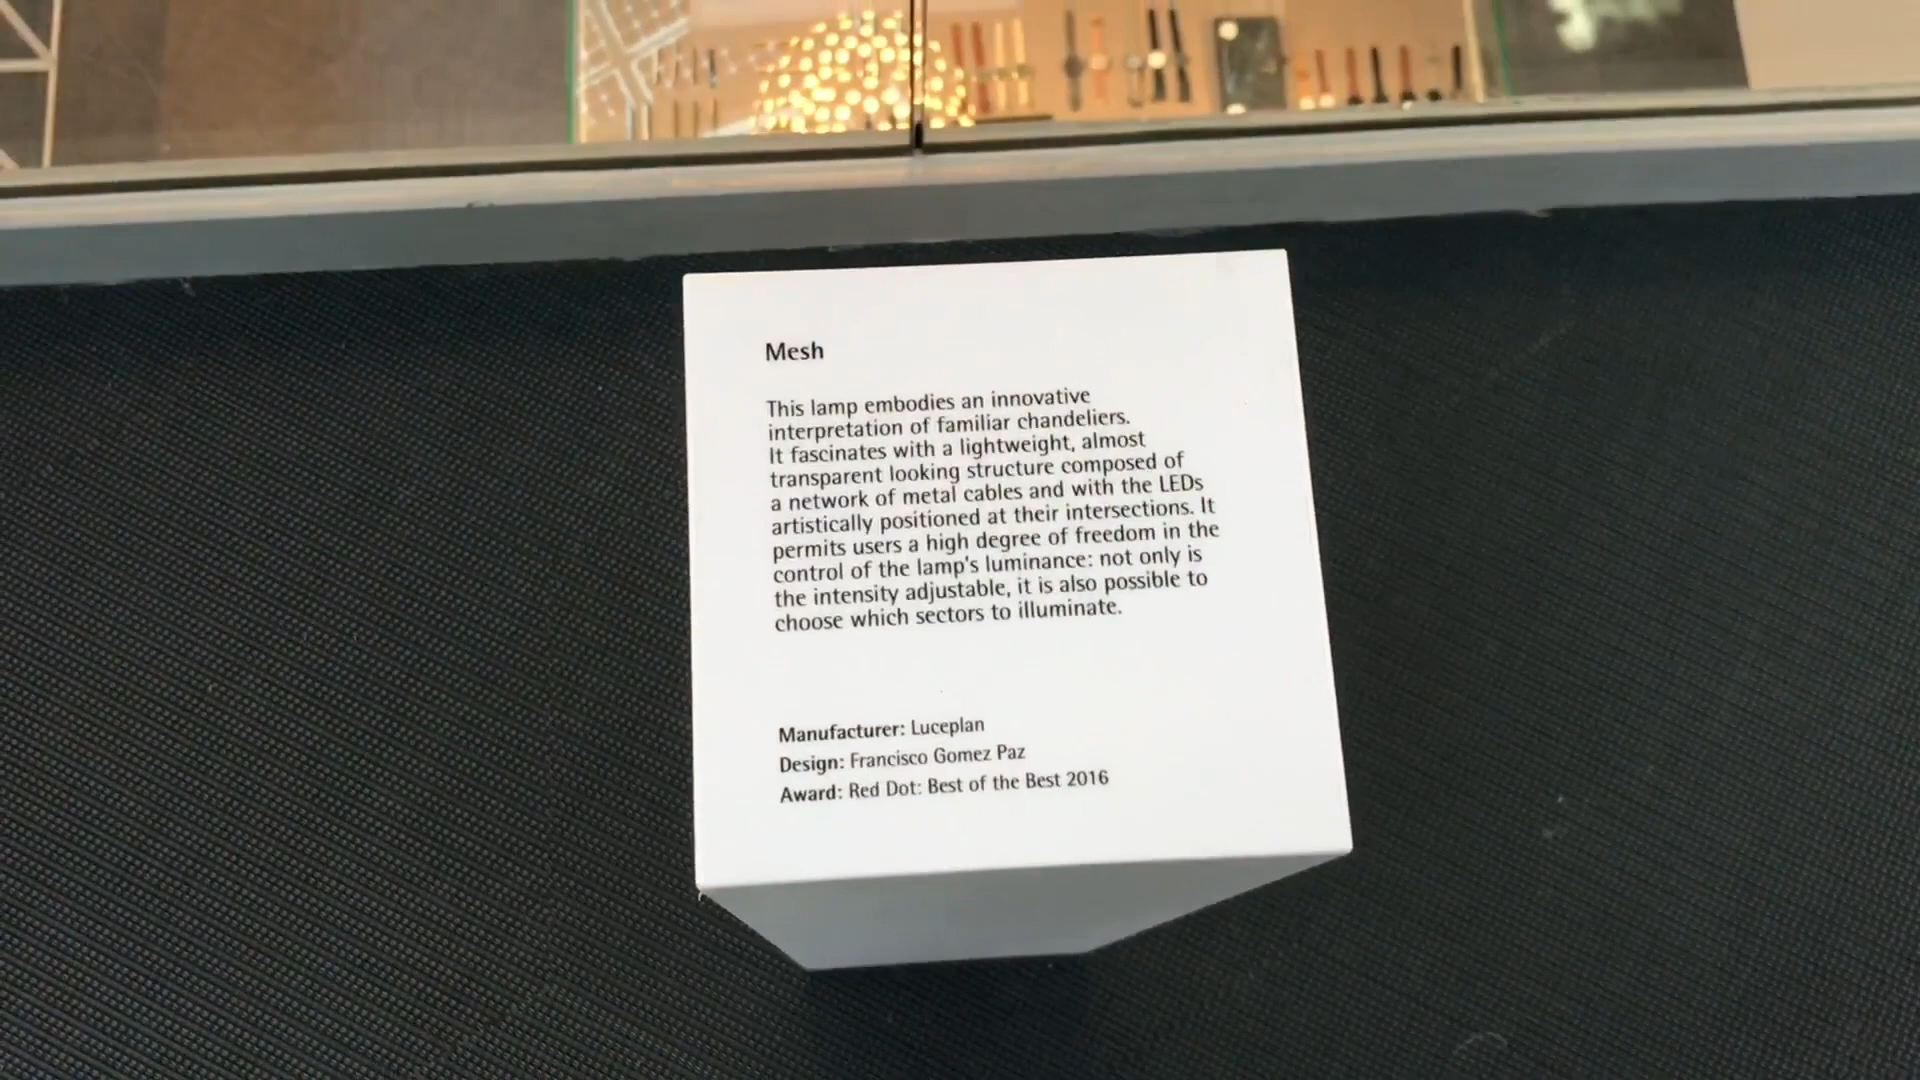 Mesh
This lamp embodies an innovative
interpretation of familiar chandeliers.
It fascinates with a lightweight, almost
transparent looking structure composed of
a network of metal cables and with the LEDs
artistically positioned at their intersections. It
permits users a high degree of freedom in the
control of the lamp's luminance: not only is
the intensity adjustable, it is also possible to
choose which sectors to illuminate.
Manufacturer: Luceplan
Design: Francisco Gomez Paz
Award: Red Dot: Best of the Best 2016